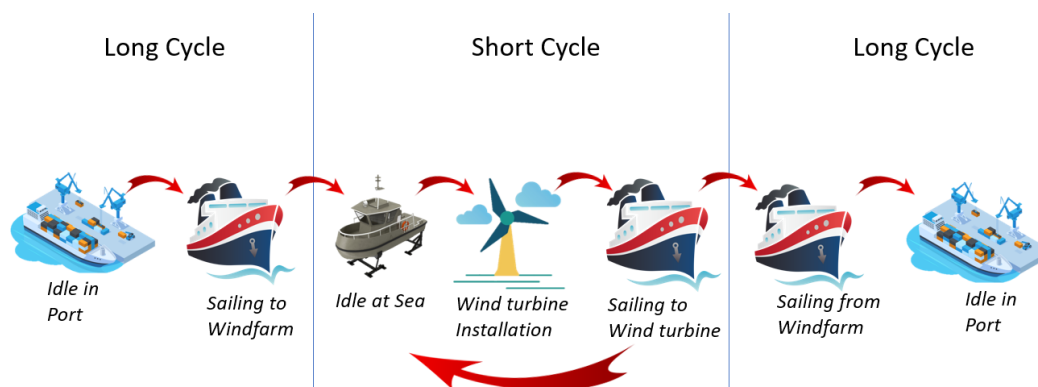 Long Cycle
Short Cycle
Long Cycle
Idle in
Port
Sailing to
Windfarm
Idle at Sea
Wind turbine
Installation
Sailing to
Wind turbine
Sailing from
Windfarm
Idle in
Port